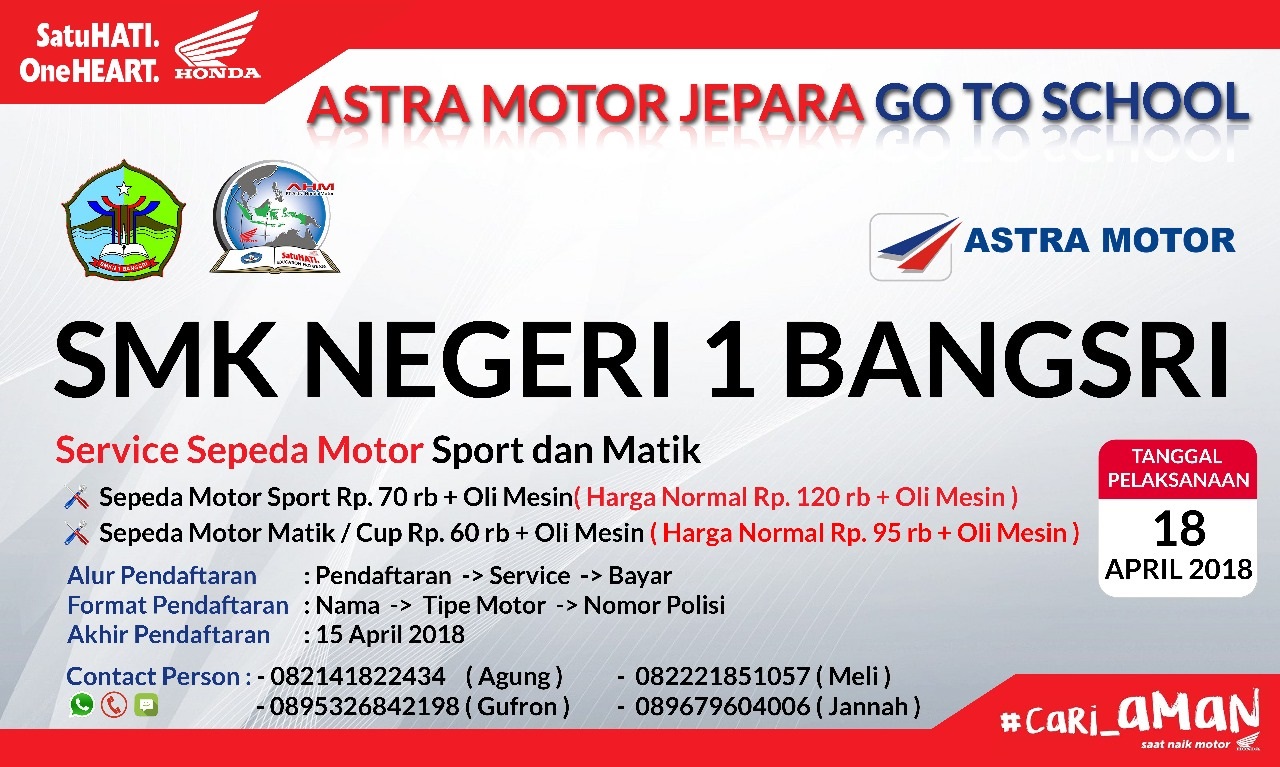 SatuHATI.
OneHEART.
HONDA
ASTRA MOTOR JEPARA GO TO SCHOOL
SMKN 1 BANGSRI
AHM
SatuHATI.
ASTRA MOTOR
SMK NEGERI 1 BANGSRI
Service Sepeda Motor Sport dan Matik
Sepeda Motor Sport Rp. 70 rb + Oli Mesin( Harga Normal Rp. 120 rb + Oli Mesin )
Sepeda Motor Matik / Cup Rp. 60 rb + Oli Mesin ( Harga Normal Rp. 95 rb + Oli Mesin )
TANGGAL
PELAKSANAAN
18
APRIL 2018
Alur Pendaftaran : Pendaftaran -> Service -> Bayar
Format Pendaftaran : Nama -> Tipe Motor -> Nomor Polisi
Akhir Pendaftaran : 15 April 2018
Contact Person : - 082141822434 ( Agung ) - 082221851057 ( Meli )
- 0895326842198 ( Gufron ) - 089679604006 ( Jannah )
#CARi_AMAN
saat naik motor
HONDA